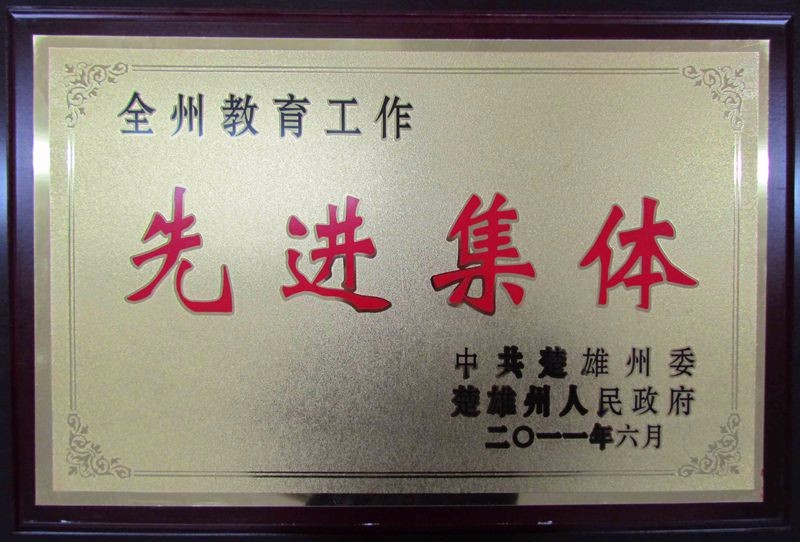 全州教育工作
先进集体
中共楚雄州委
楚雄州人民政府
二〇一一年六月